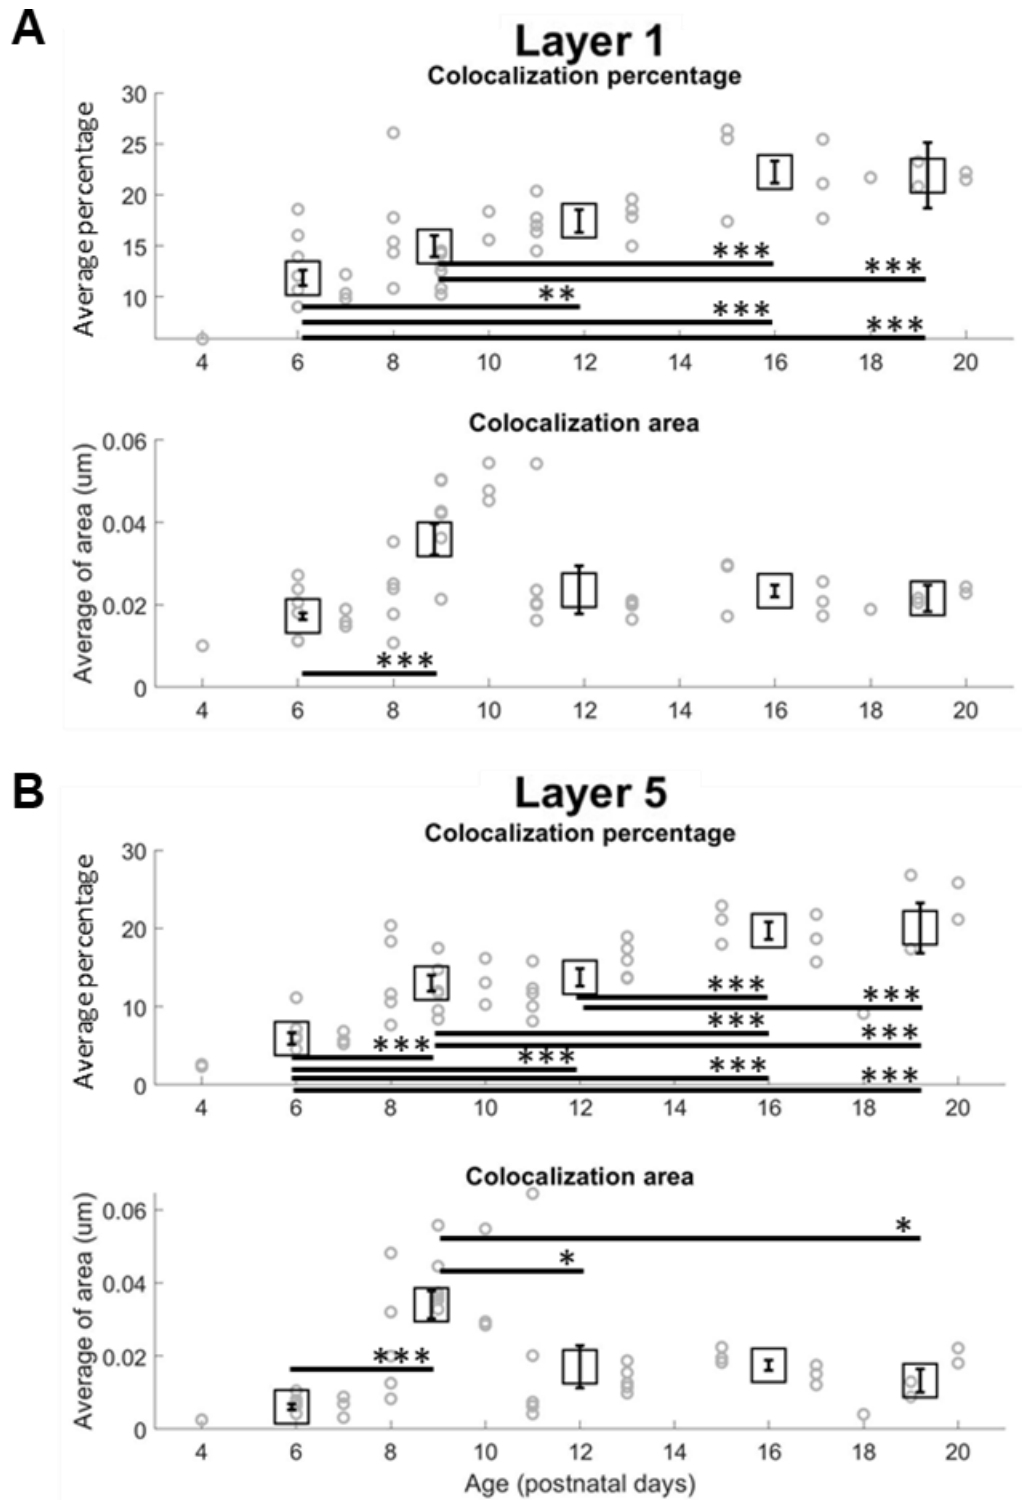 A
Layer 1
Colocalization percentage
Average percentage
30
25
20
15
10
***
***
**
***
***
4 6 8 10 12 14 16 18 20
Colocalization area
Average of area (um)
0.06
0.04
0.02
0
***
4 6 8 10 12 14 16 18 20
B
Layer 5
Colocalization percentage
Average percentage
30
20
10
0
***
***
***
***
***
***
***
***
4 6 8 10 12 14 16 18 20
Colocalization area
Average of area (um)
0.06
0.04
0.02
0
*
*
***
4 6 8 10 12 14 16 18 20
Age (postnatal days)